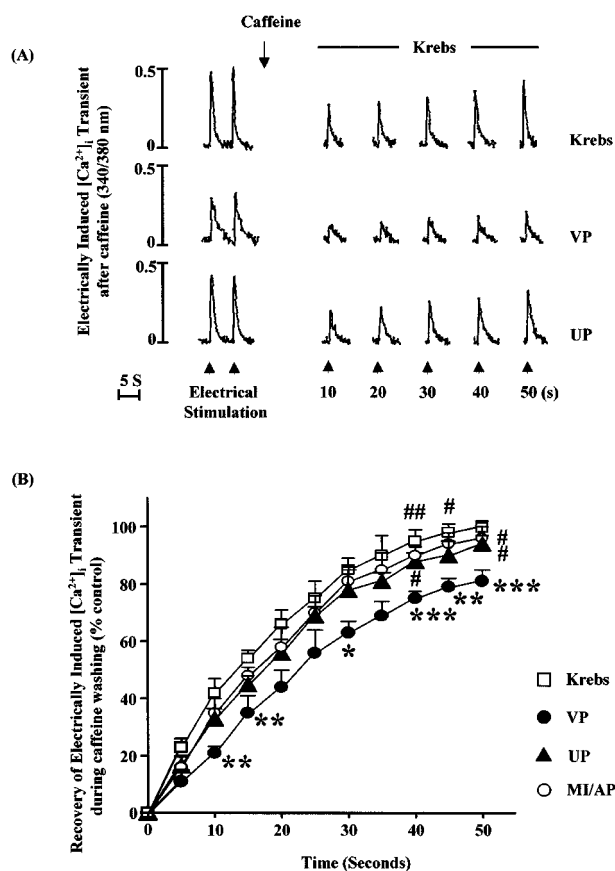 Caffeine
(A)
Krebs
Electrically Induced [Ca²⁺]ᵢ Transient
after caffeine (340/380 nm)
0.5
0
Krebs
0.5
0
VP
0.5
0
UP
5 S
Electrical
Stimulation
10 20 30 40 50 (s)
(B)
Recovery of Electrically Induced [Ca²⁺]ᵢ Transient
during caffeine washing (% control)
100
80
60
40
20
0
##
#
#
#
#
***
**
***
*
**
**
Krebs
VP
UP
MI/AP
0 10 20 30 40 50
Time (Seconds)